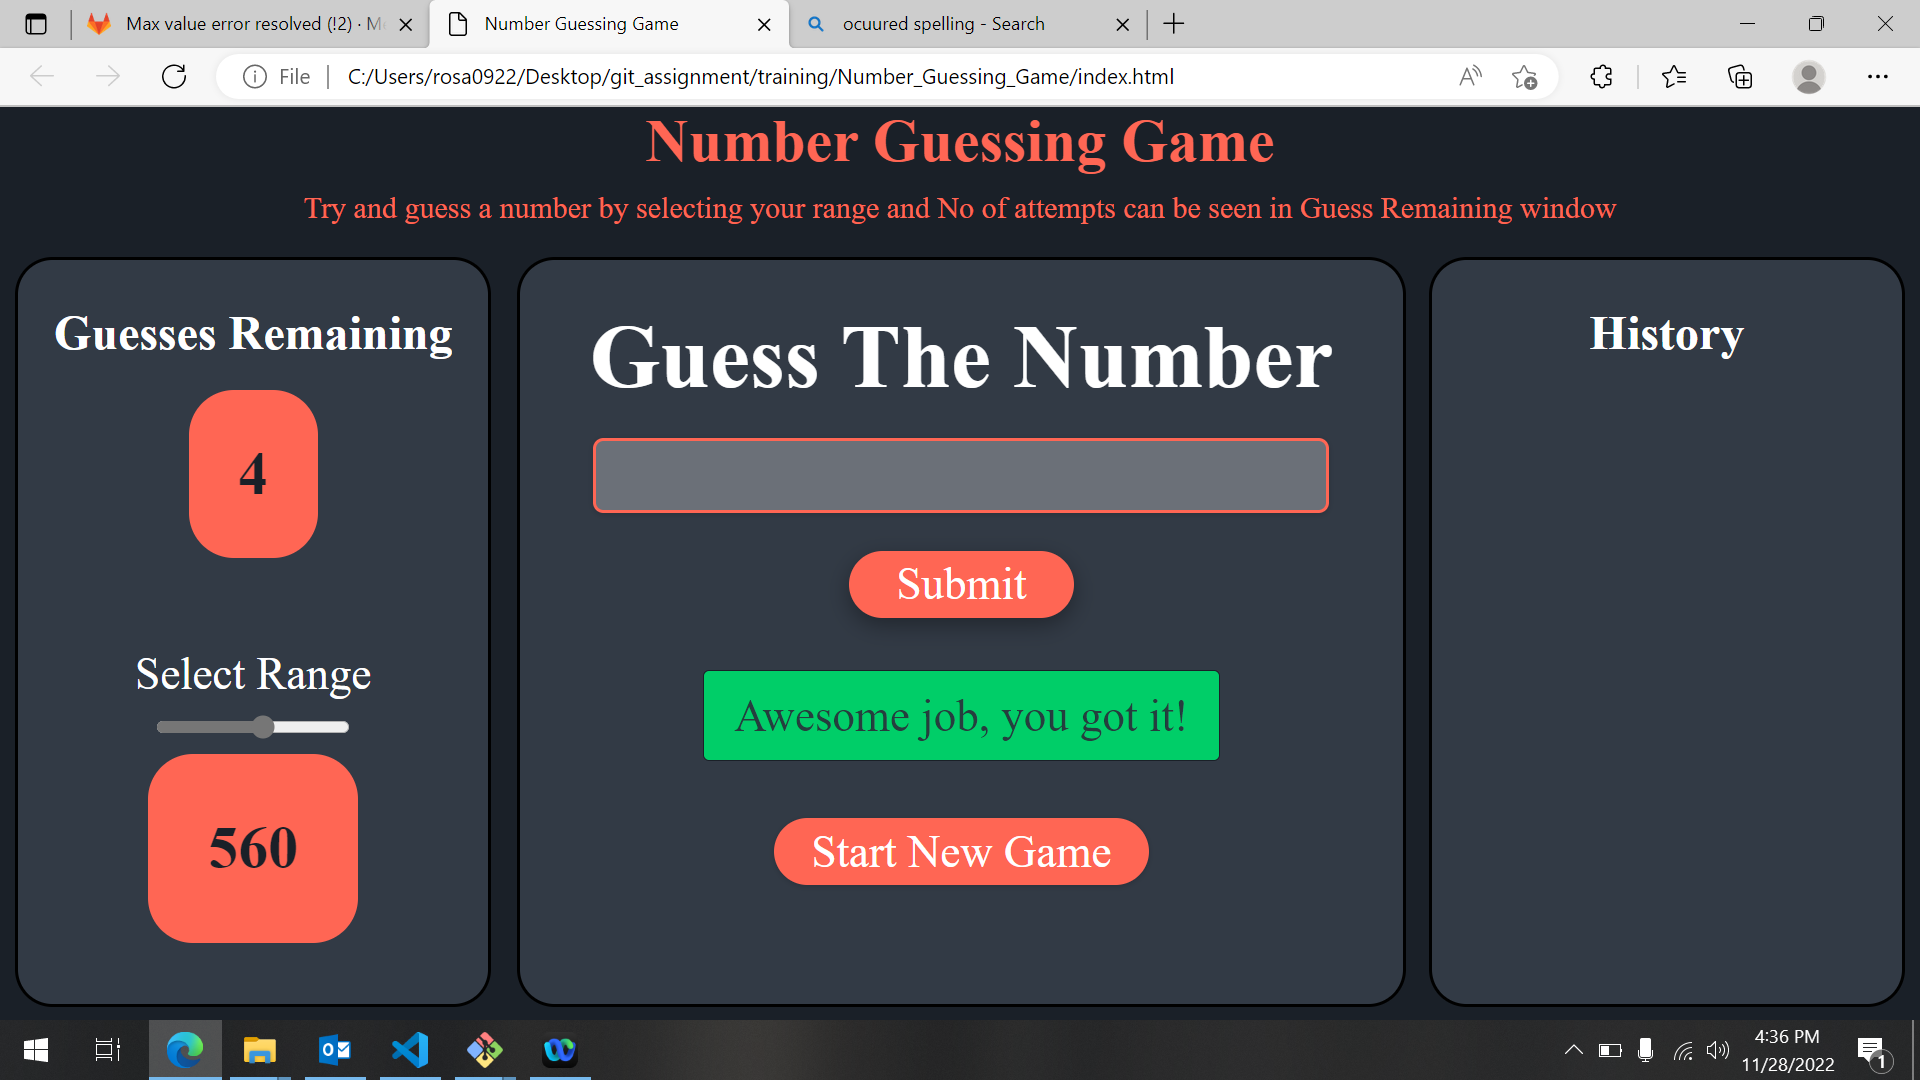 Max value error resolved (!2) · Me
Number Guessing Game
ocuured spelling - Search
File
C:/Users/rosa0922/Desktop/git_assignment/training/Number_Guessing_Game/index.html
Number Guessing Game
Try and guess a number by selecting your range and No of attempts can be seen in Guess Remaining window
Guesses Remaining
4
Select Range
560
Guess The Number
Submit
Awesome job, you got it!
Start New Game
History
4:36 PM
11/28/2022
1